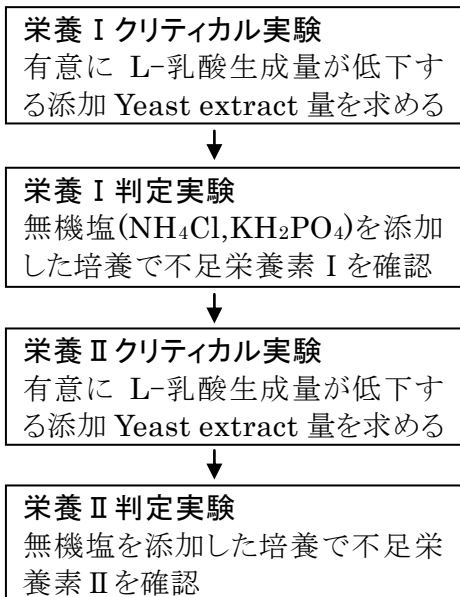 栄養Ⅰクリティカル実験
有意に L-乳酸生成量が低下す
る添加 Yeast extract 量を求める
栄養Ⅰ判定実験
無機塩(NH₄Cl,KH₂PO₄)を添加
した培養で不足栄養素Ⅰを確認
栄養Ⅱクリティカル実験
有意に L-乳酸生成量が低下す
る添加 Yeast extract 量を求める
栄養Ⅱ判定実験
無機塩を添加した培養で不足栄
養素Ⅱを確認